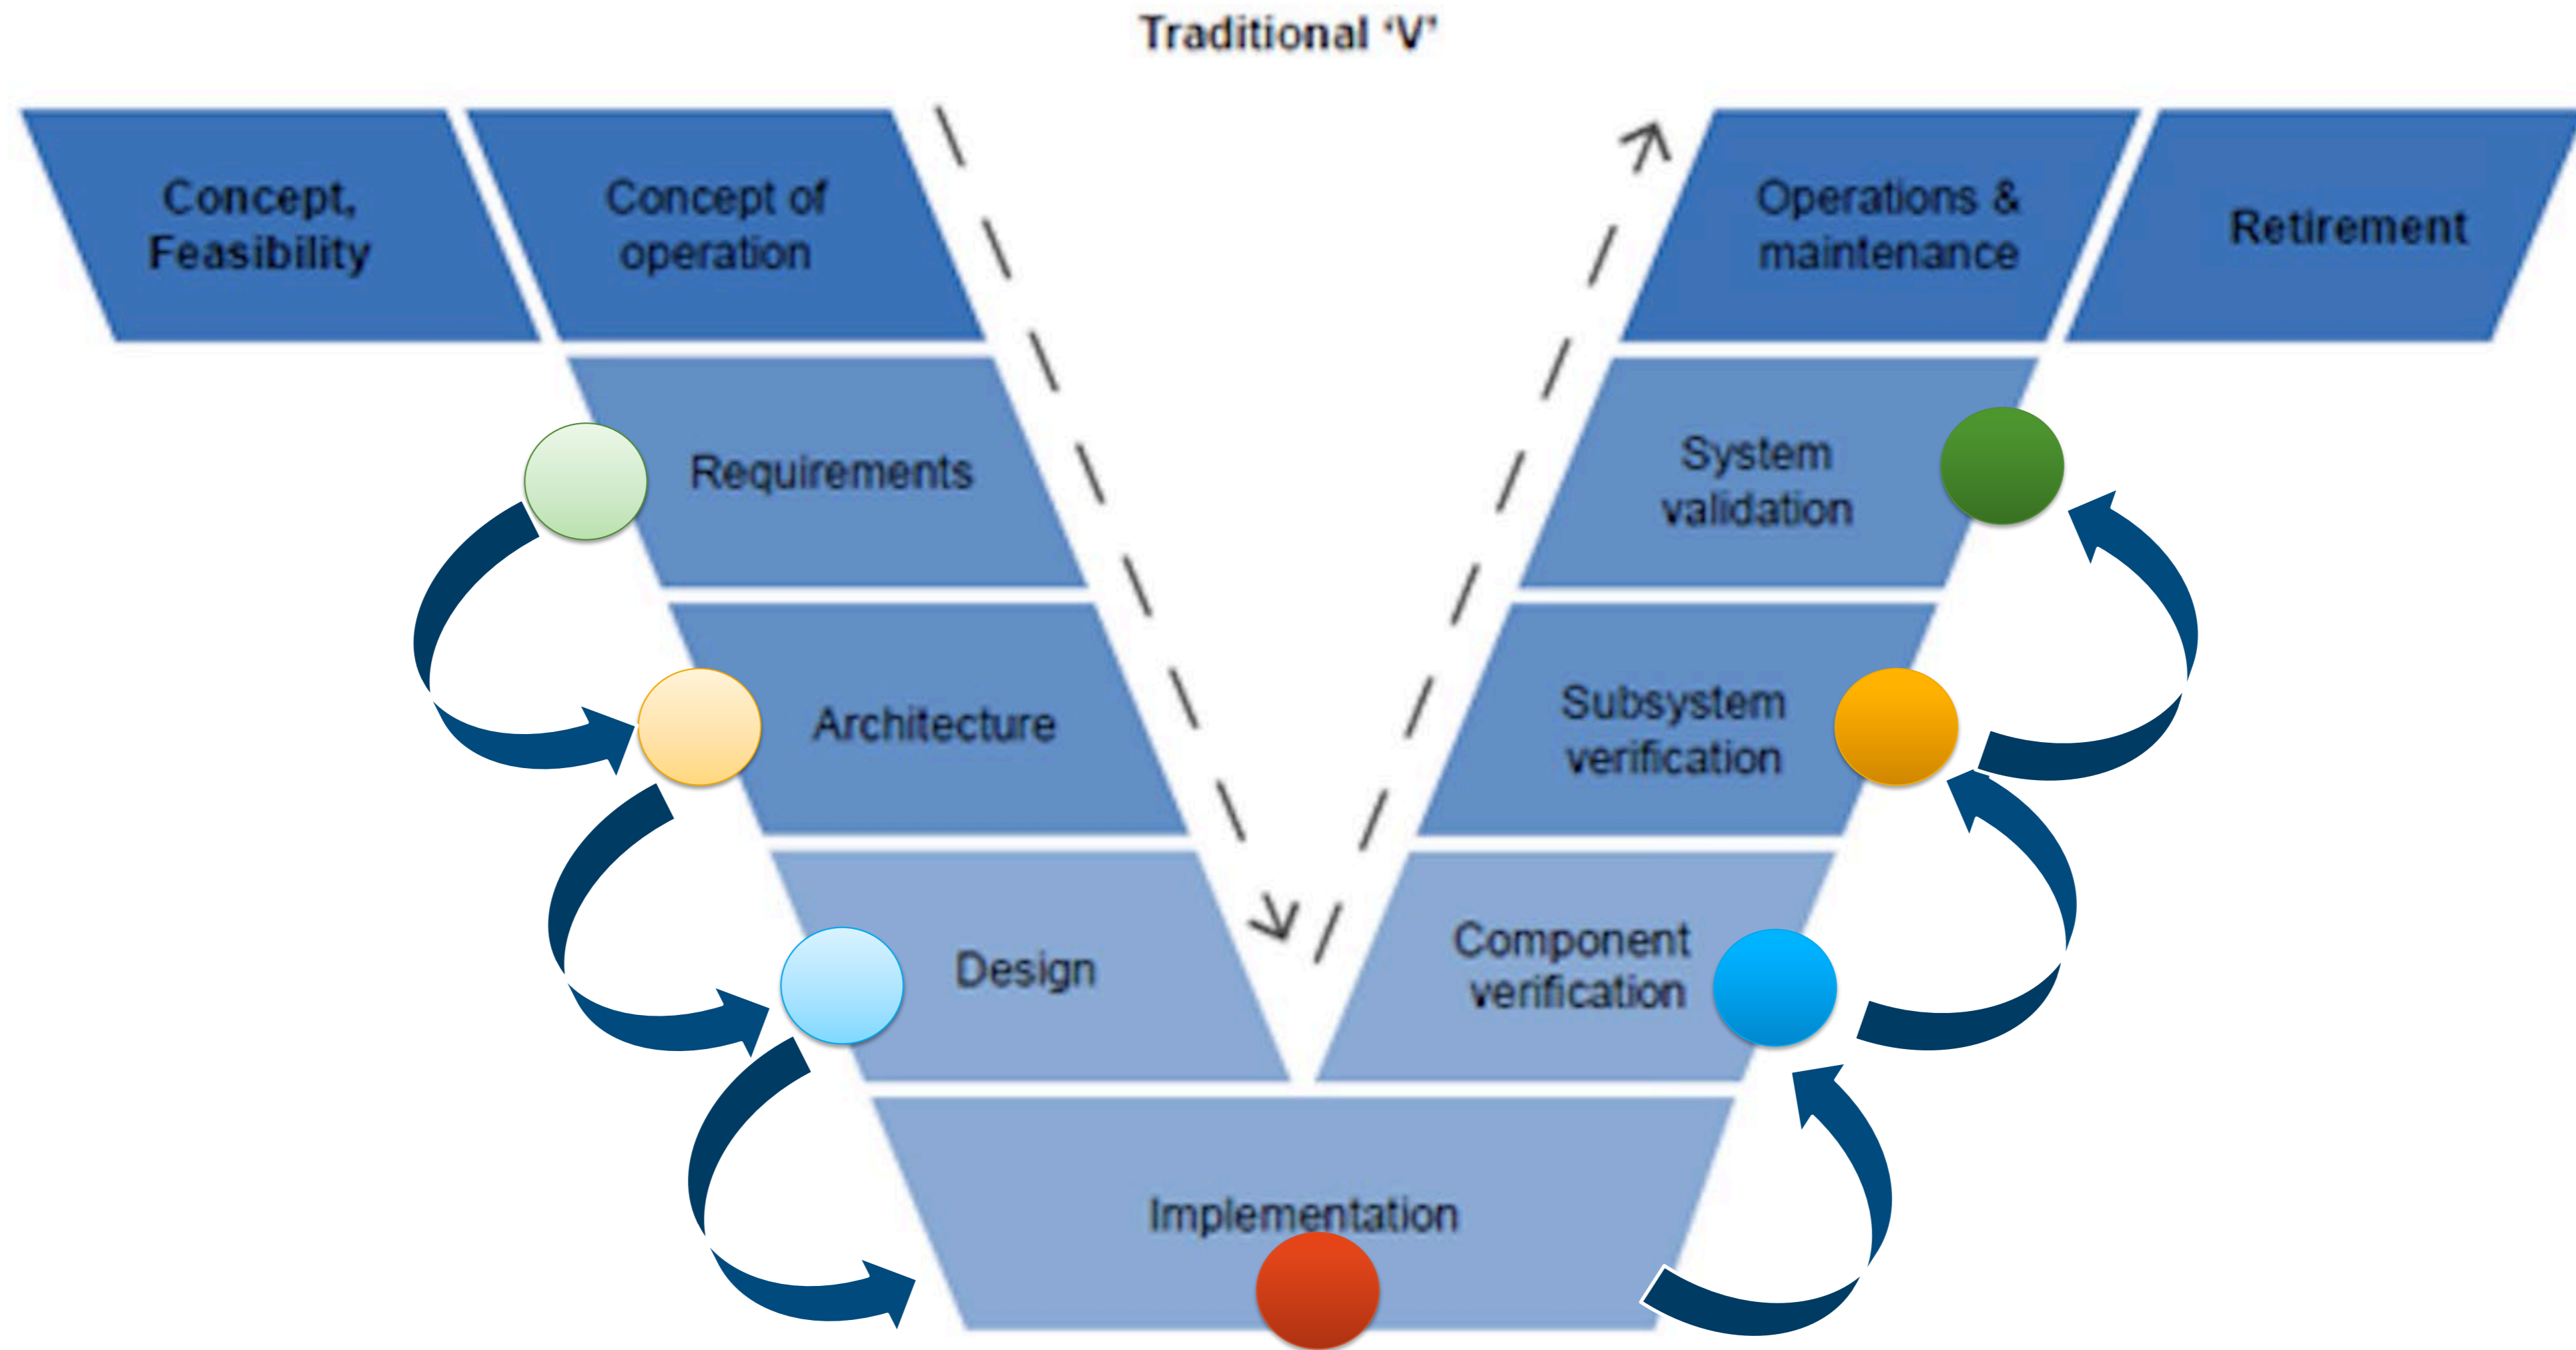 Traditional ‘V’
Concept,
Feasibility
Concept of
operation
Operations &
maintenance
Retirement
Requirements
System
validation
Architecture
Subsystem
verification
Design
Component
verification
Implementation